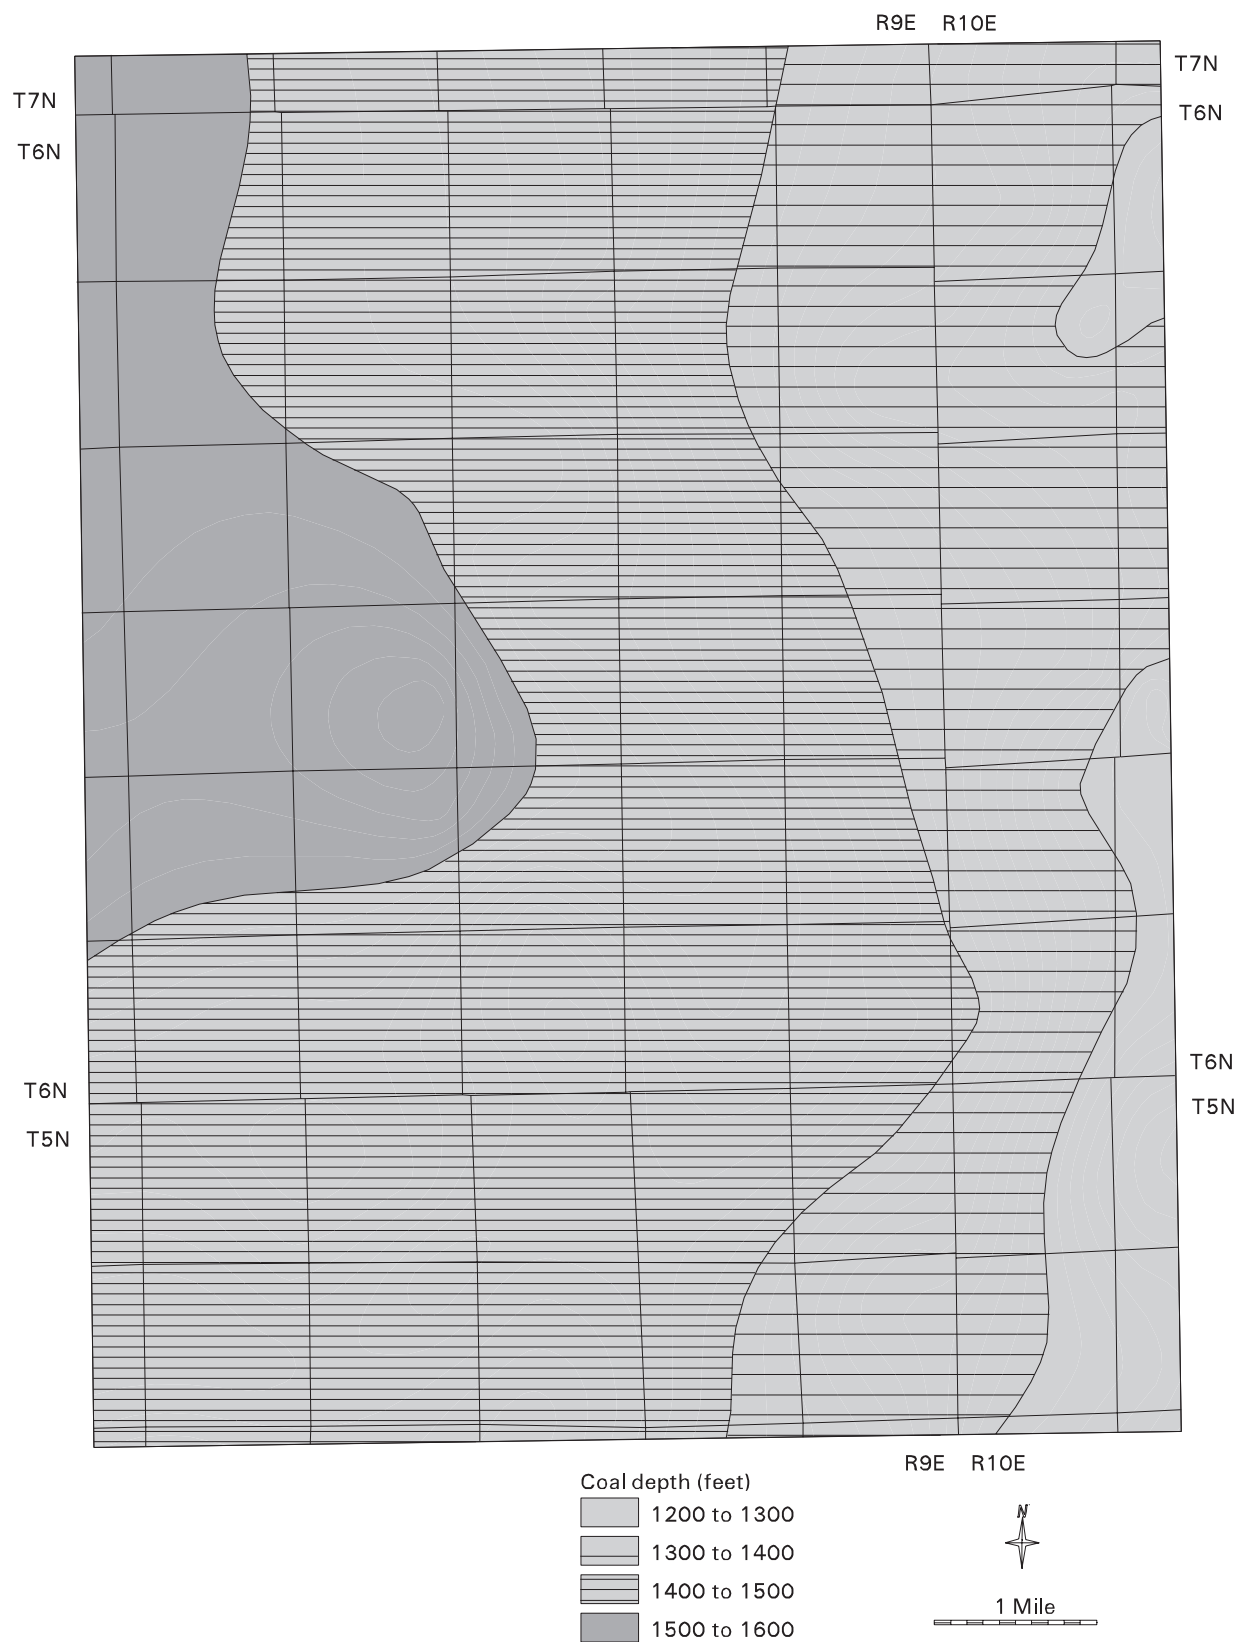 R9E R10E
T7N
T7N
T6N
T6N
T6N
T6N
T5N
T5N
R9E R10E
Coal depth (feet)
1200 to 1300
1300 to 1400
1400 to 1500
1500 to 1600
N
1 Mile